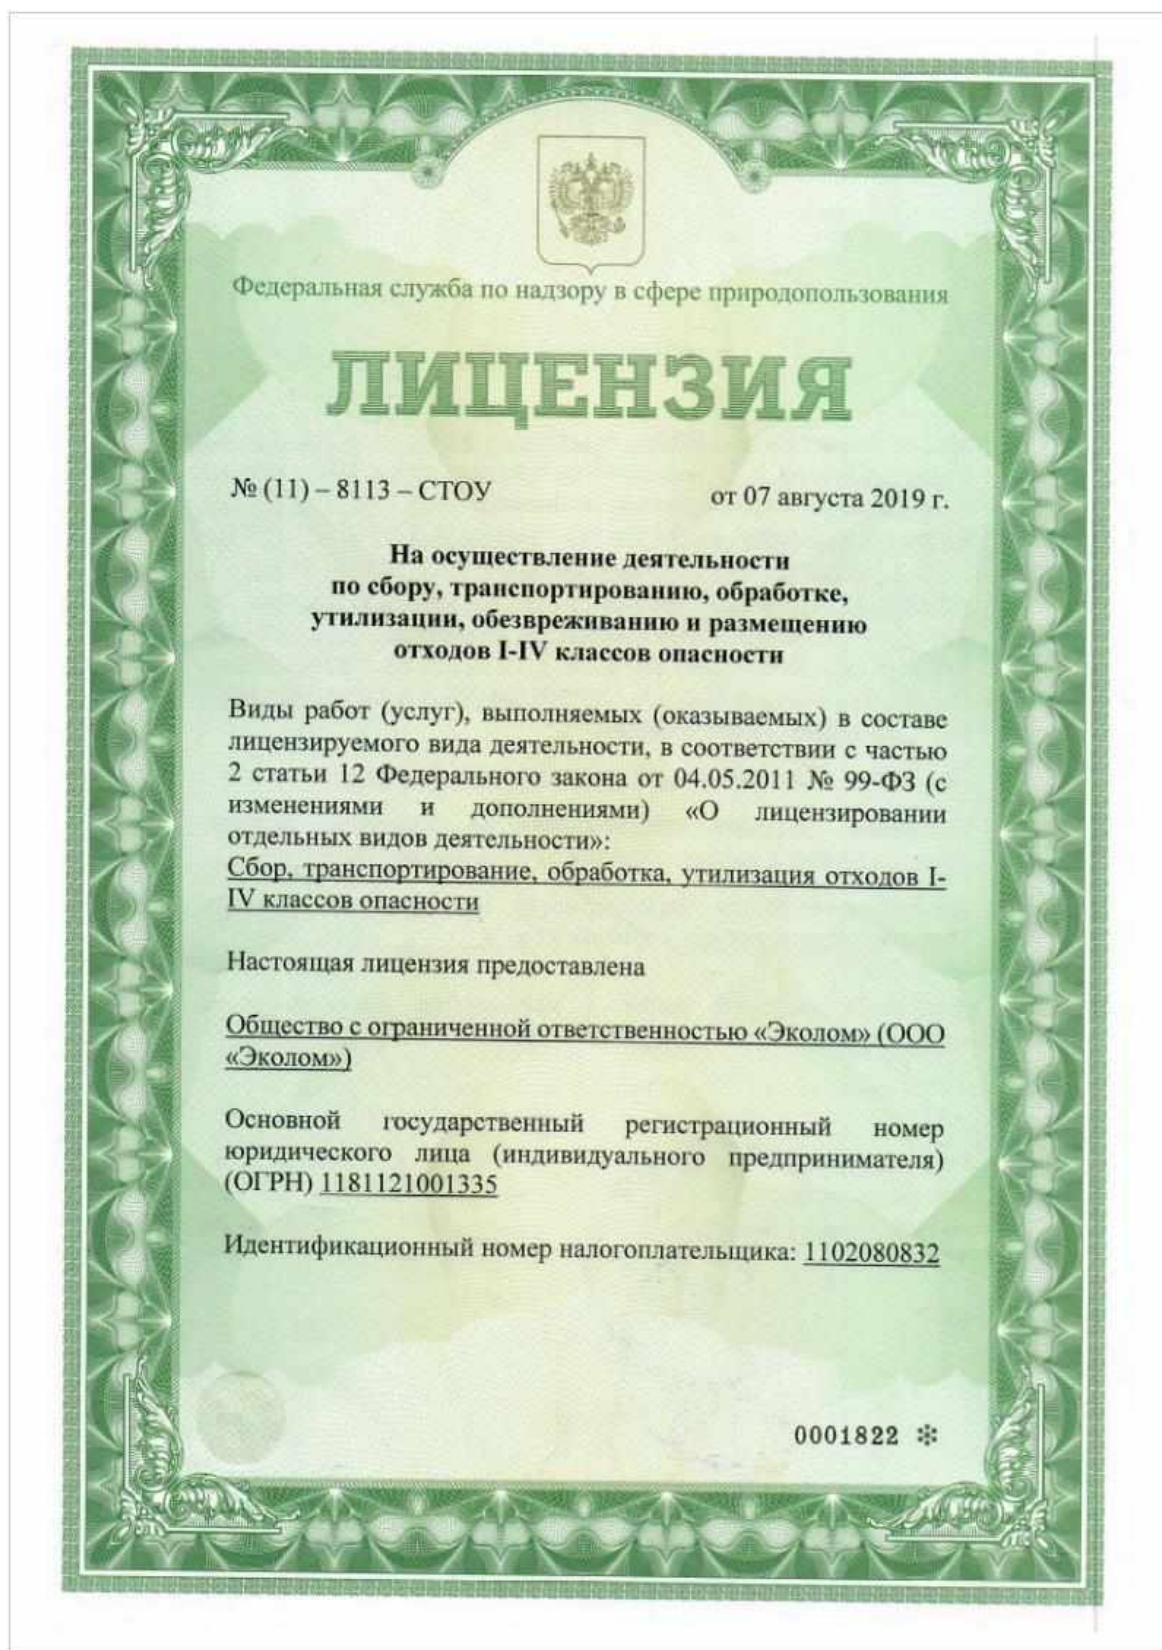 Федеральная служба по надзору в сфере природопользования
ЛИЦЕНЗИЯ
№ (11) – 8113 – СТОУ от 07 августа 2019 г.
На осуществление деятельности
по сбору, транспортированию, обработке,
утилизации, обезвреживанию и размещению
отходов I-IV классов опасности
Виды работ (услуг), выполняемых (оказываемых) в составе
лицензируемого вида деятельности, в соответствии с частью
2 статьи 12 Федерального закона от 04.05.2011 № 99-ФЗ (с
изменениями и дополнениями) «О лицензировании
отдельных видов деятельности»:
Сбор, транспортирование, обработка, утилизация отходов I-
IV классов опасности
Настоящая лицензия предоставлена
Общество с ограниченной ответственностью «Эколом» (ООО
«Эколом»)
Основной государственный регистрационный номер
юридического лица (индивидуального предпринимателя)
(ОГРН) 1181121001335
Идентификационный номер налогоплательщика: 1102080832
0001822 ❇